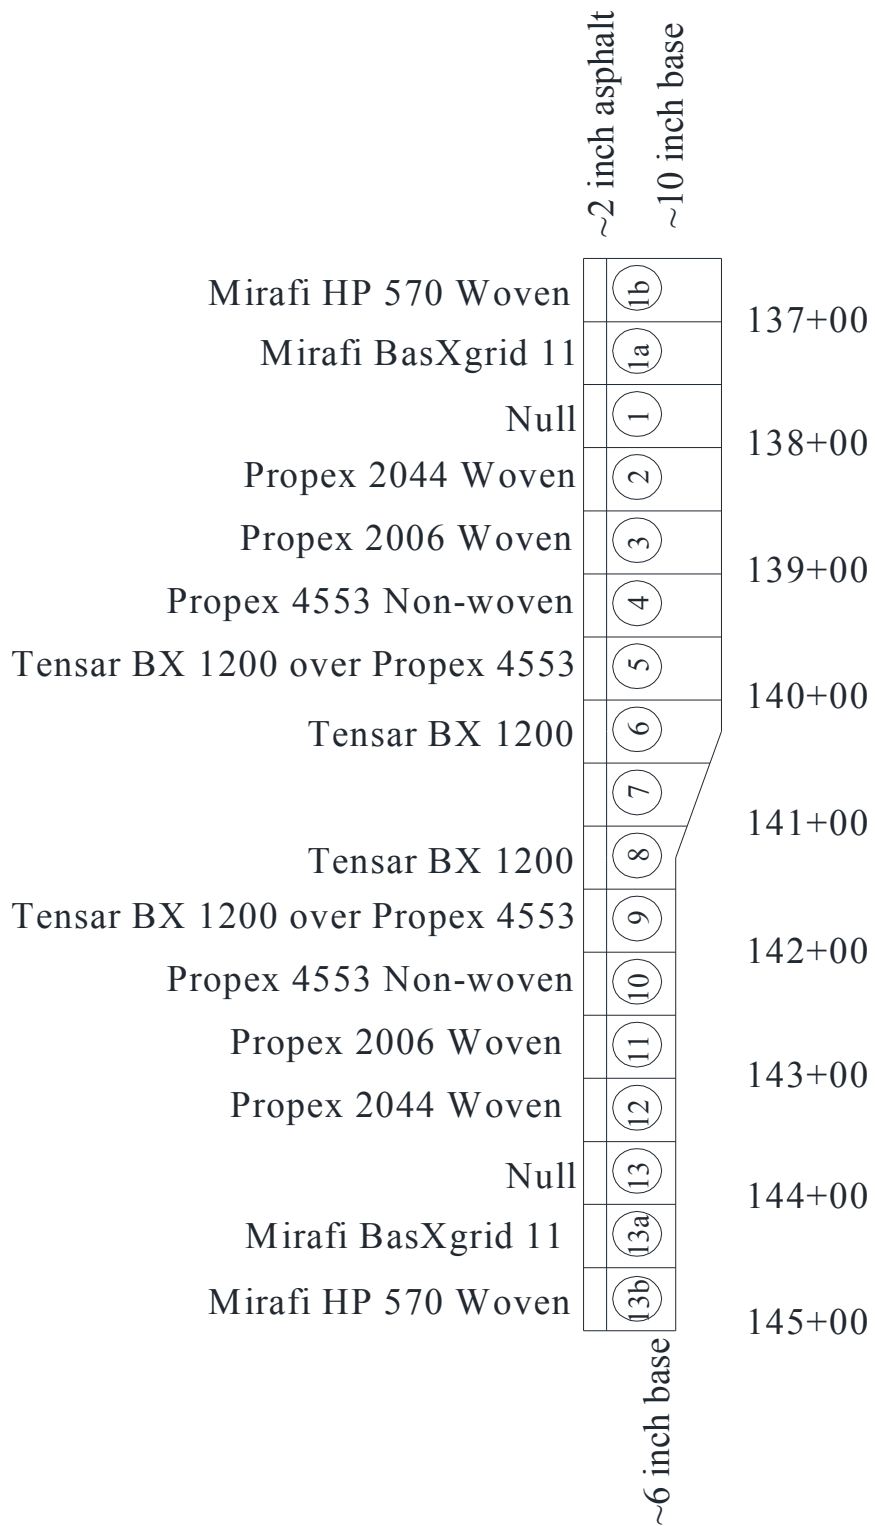 ~2 inch asphalt
~10 inch base
Mirafi HP 570 Woven
1b
137+00
Mirafi BasXgrid 11
1a
Null
1
138+00
Propex 2044 Woven
2
Propex 2006 Woven
3
139+00
Propex 4553 Non-woven
4
Tensar BX 1200 over Propex 4553
5
140+00
Tensar BX 1200
6
7
141+00
Tensar BX 1200
8
Tensar BX 1200 over Propex 4553
9
142+00
Propex 4553 Non-woven
10
Propex 2006 Woven
11
143+00
Propex 2044 Woven
12
Null
13
144+00
Mirafi BasXgrid 11
13a
Mirafi HP 570 Woven
13b
145+00
~6 inch base